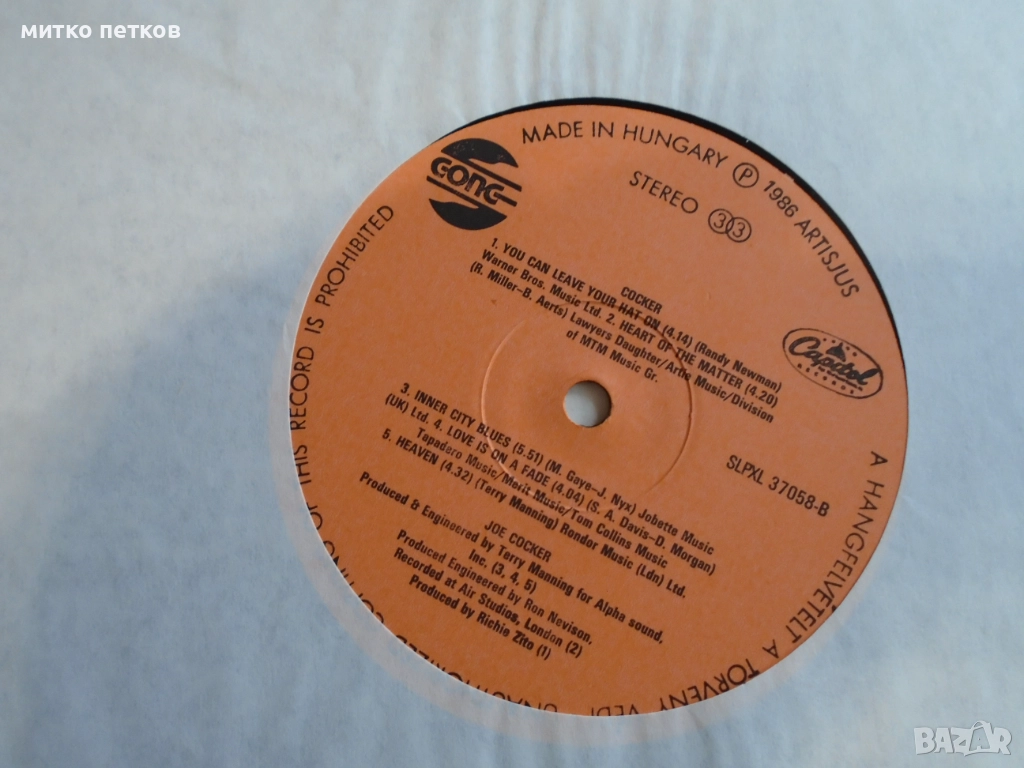 митко петков
MADE IN HUNGARY Ⓟ 1986 ARTISJUS
GONG
STEREO 33
COCKER
1. YOU CAN LEAVE YOUR HAT ON (4.14) (Randy Newman)
Warner Bros. Music Ltd. 2. HEART OF THE MATTER (4.20)
(R. Miller–B. Aerts) Lawyers Daughter/Artia Music/Division
of MTM Music Gr.
Capitol
RECORDS
SLPXL 37058-B
3. INNER CITY BLUES (5.51) (M. Gaye–J. Nyx) Jobette Music
(UK) Ltd. 4. LOVE IS ON A FADE (4.04) (S. A. Davis–D. Morgan)
Tapadero Music/Merit Music/Tom Collins Music
5. HEAVEN (4.32) (Terry Manning) Rondor Music (Ldn) Ltd.
JOE COCKER
Produced & Engineered by Terry Manning for Alpha sound,
Inc. (3, 4, 5)
Produced Engineered by Ron Nevison.
Recorded at Air Studios, London (2)
Produced by Richie Zito (1)
A HANGFELVÉTELT A TÖRVÉNY VÉDI
OF THIS RECORD IS PROHIBITED
BAZAR